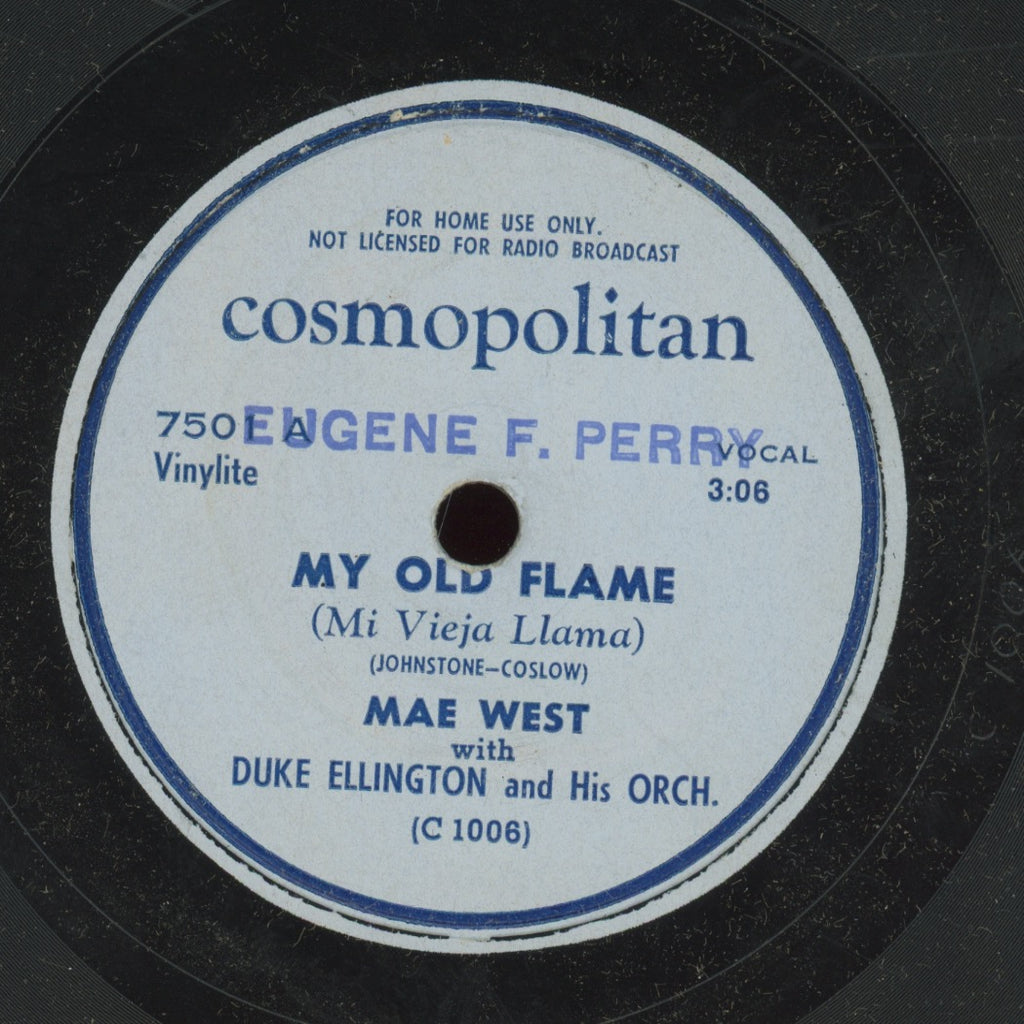 FOR HOME USE ONLY.
NOT LICENSED FOR RADIO BROADCAST
cosmopolitan
7501 A
EUGENE F. PERRY
VOCAL
Vinylite
3:06
MY OLD FLAME
(Mi Vieja Llama)
(JOHNSTONE-COSLOW)
MAE WEST
with
DUKE ELLINGTON and His ORCH.
(C 1006)